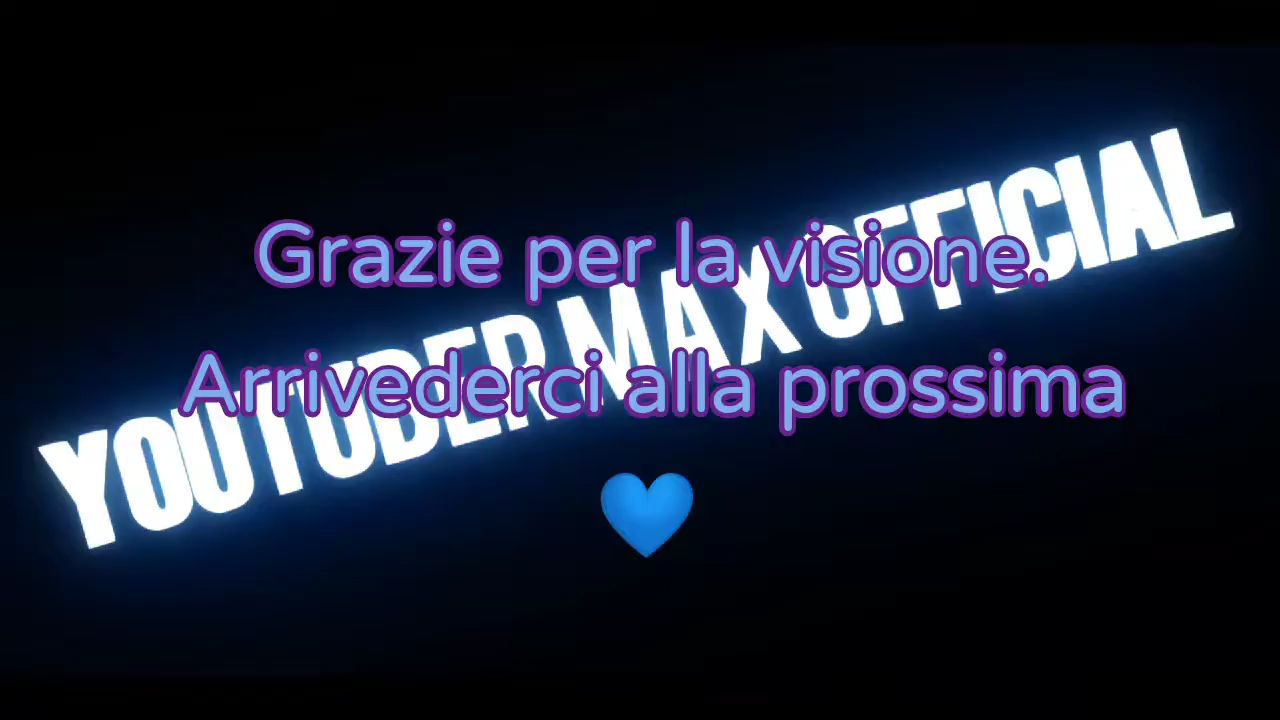 YOUTUBER MAX OFFICIAL
Grazie per la visione.
Arrivederci alla prossima
💙